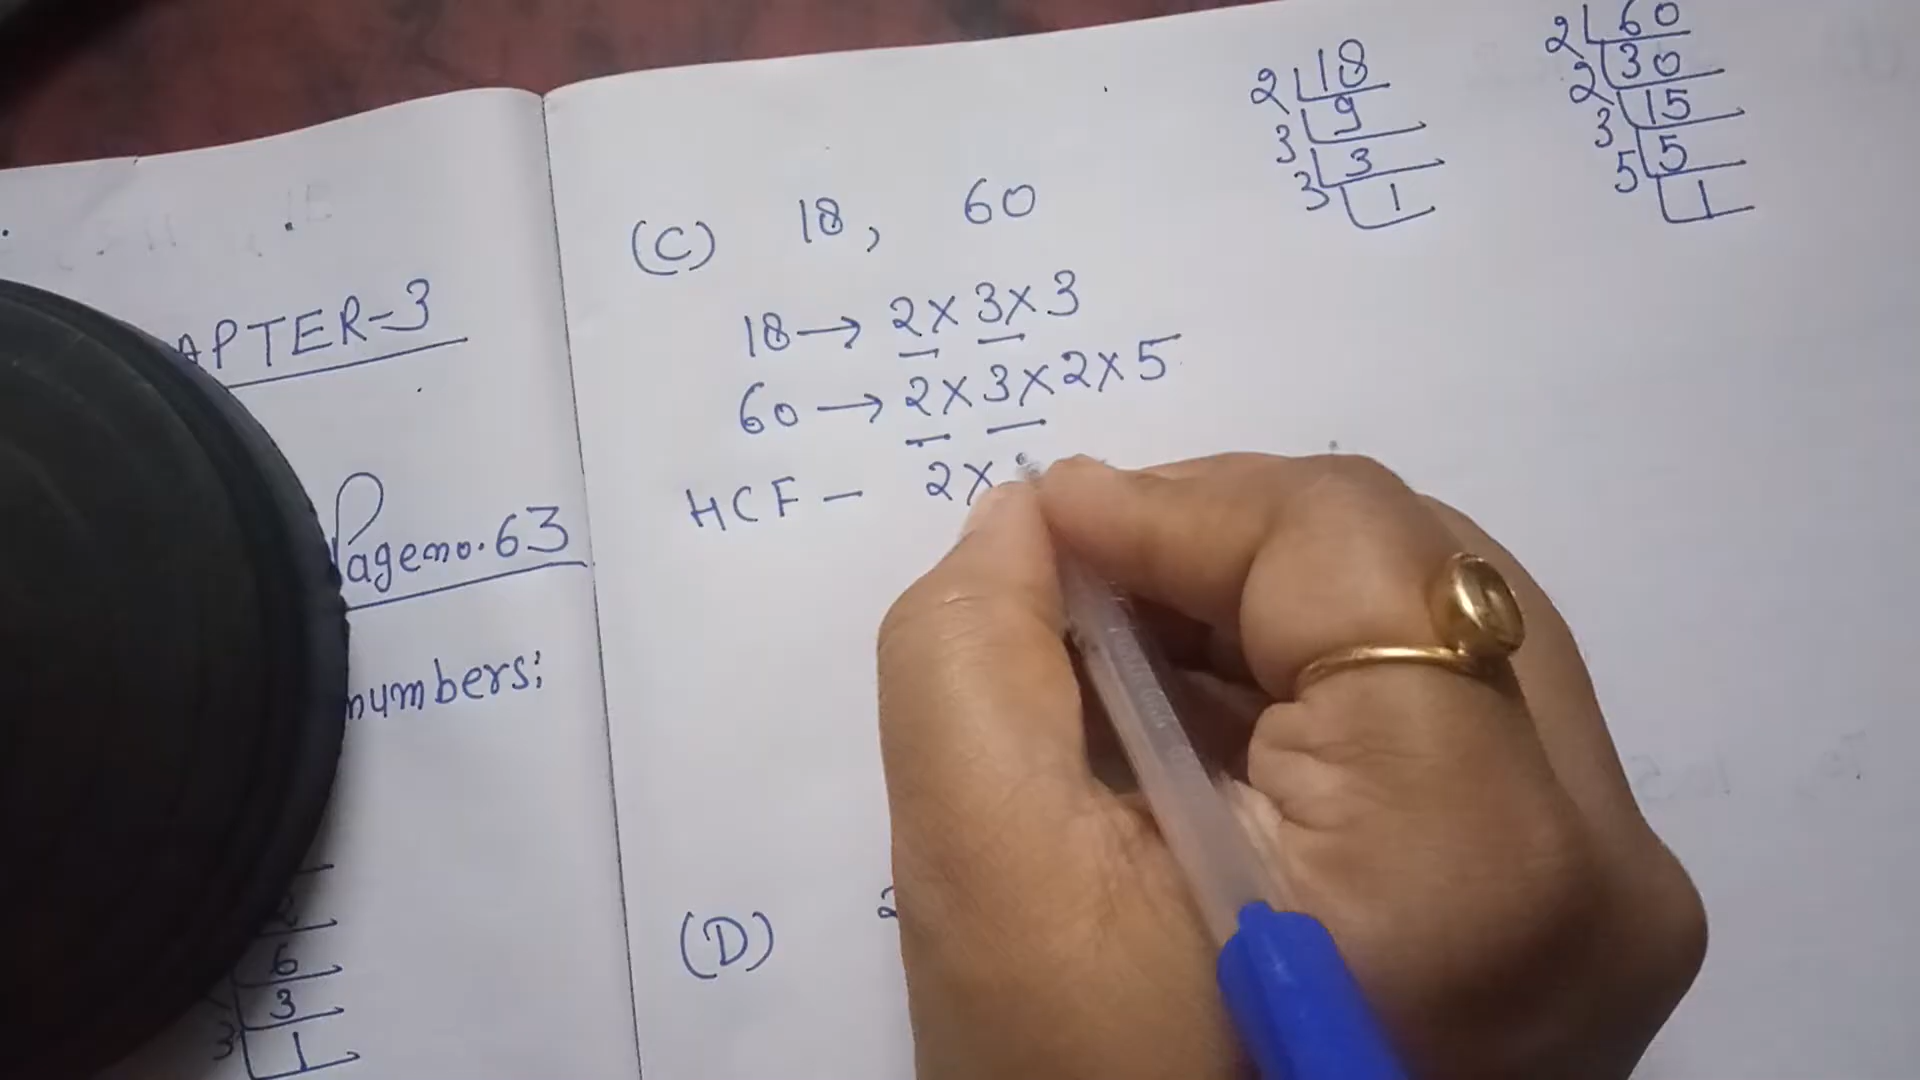 APTER-3
Pageno.63
numbers;
6
3
3 1
(C) 18, 60
18→ 2×3×3
60→ 2×3×2×5
HCF - 2×
(D)
2 18
3 9
3 3
1
2 60
2 30
3 15
5 5
1